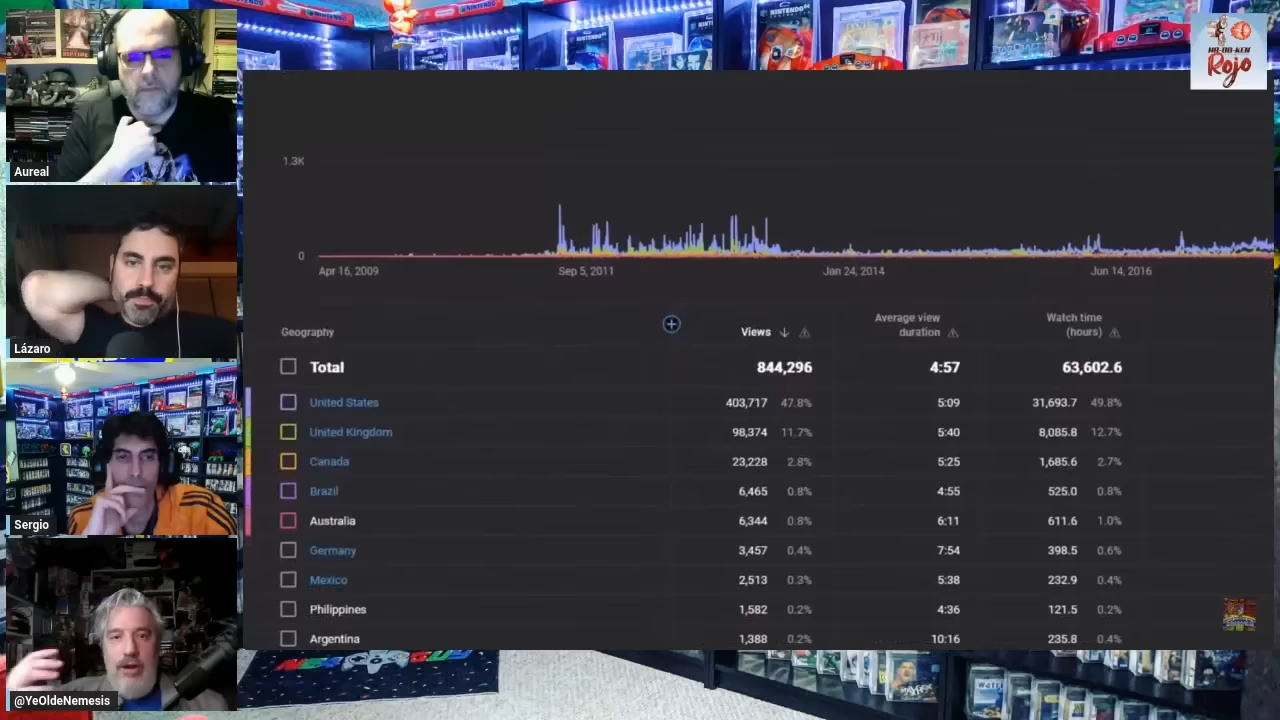 Aureal
Lázaro
Sergio
@YeOldeNemesis
HA-DO-KEN
Rojo
1.3K
0
Apr 16, 2009
Sep 5, 2011
Jan 24, 2014
Jun 14, 2016
Geography
Views
Average view
duration
Watch time
(hours)
Total 844,296 4:57 63,602.6
United States 403,717 47.8% 5:09 31,693.7 49.8%
United Kingdom 98,374 11.7% 5:40 8,085.8 12.7%
Canada 23,228 2.8% 5:25 1,685.6 2.7%
Brazil 6,465 0.8% 4:55 525.0 0.8%
Australia 6,344 0.8% 6:11 611.6 1.0%
Germany 3,457 0.4% 7:54 398.5 0.6%
Mexico 2,513 0.3% 5:38 232.9 0.4%
Philippines 1,582 0.2% 4:36 121.5 0.2%
Argentina 1,388 0.2% 10:16 235.8 0.4%